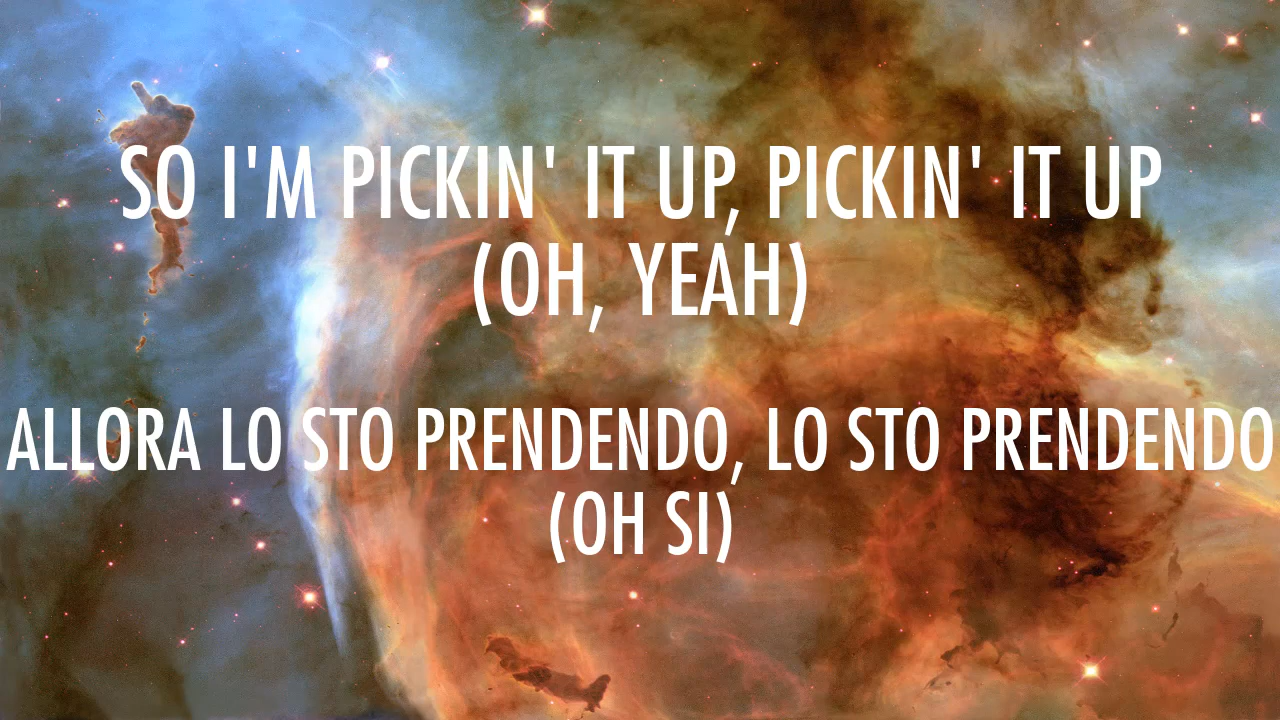 SO I'M PICKIN' IT UP, PICKIN' IT UP
(OH, YEAH)
ALLORA LO STO PRENDENDO, LO STO PRENDENDO
(OH SI)